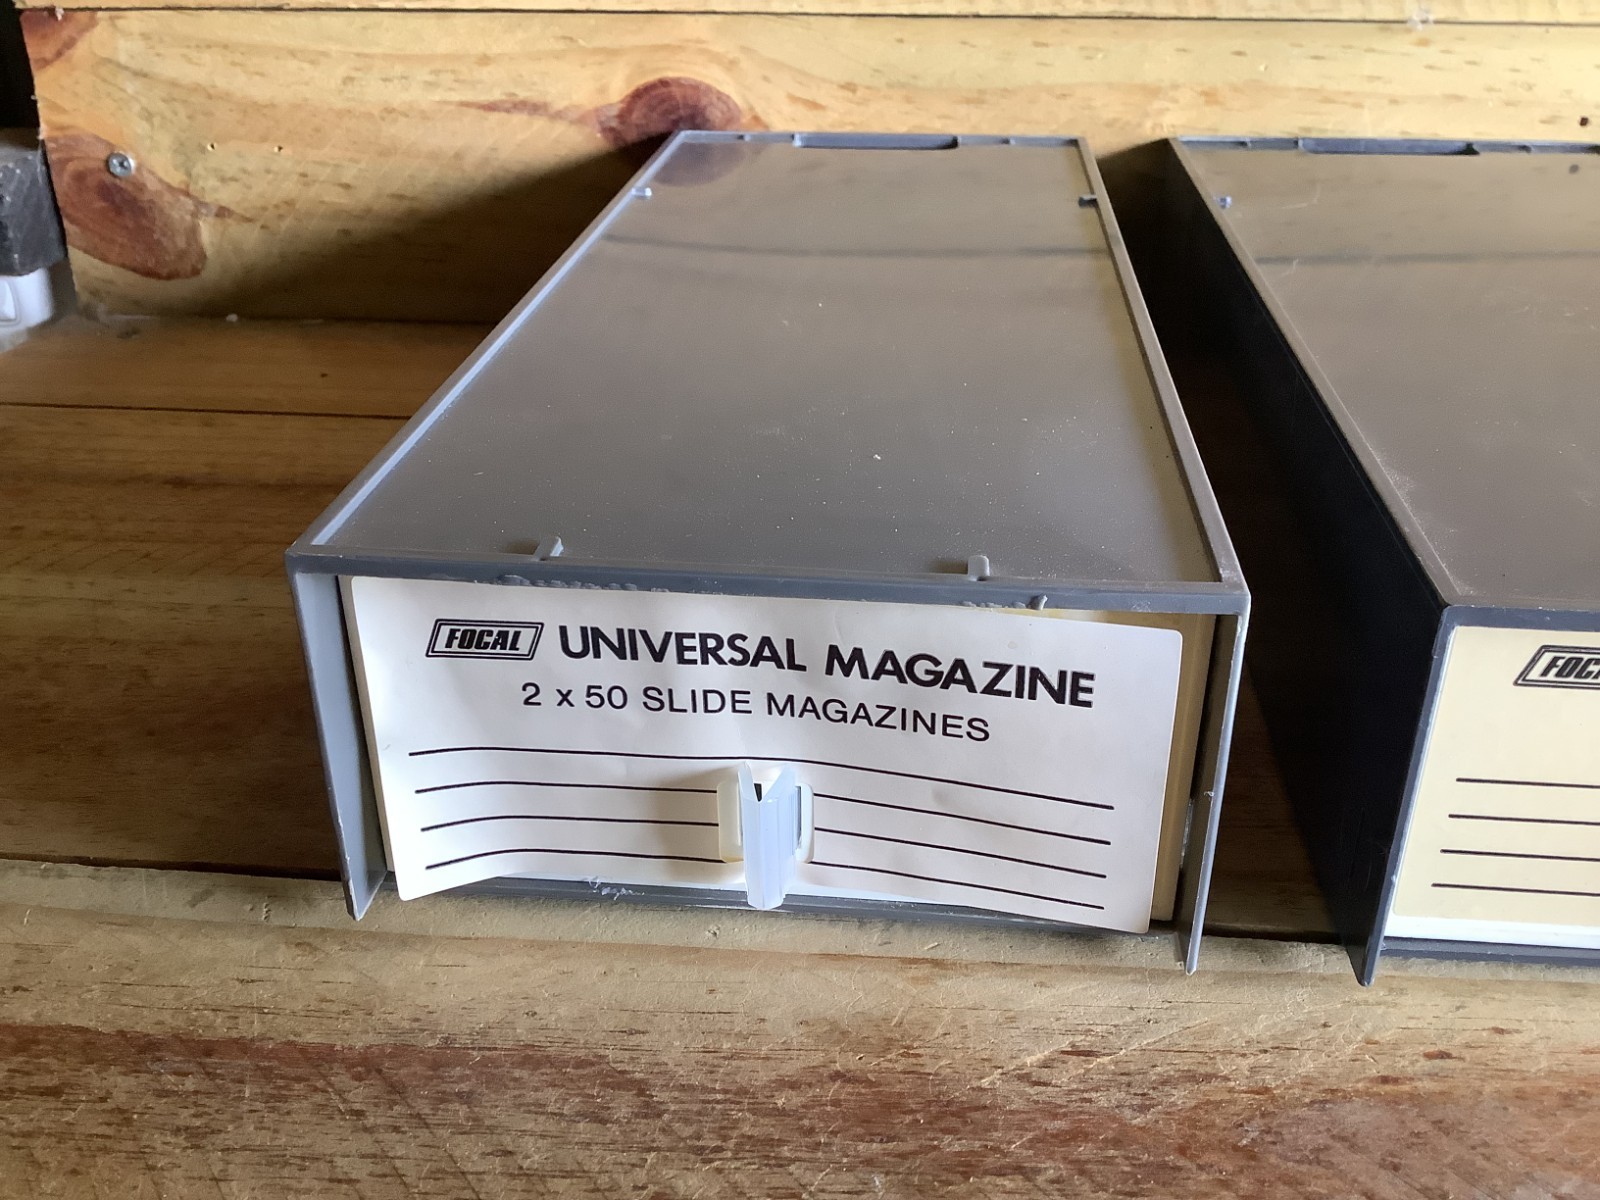 FOCAL UNIVERSAL MAGAZINE
2 x 50 SLIDE MAGAZINES